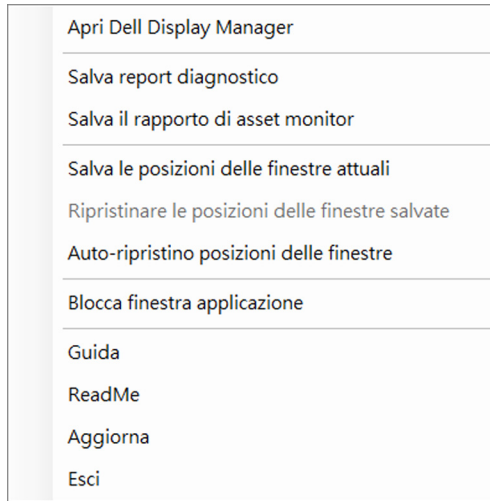 Apri Dell Display Manager
Salva report diagnostico
Salva il rapporto di asset monitor
Salva le posizioni delle finestre attuali
Ripristinare le posizioni delle finestre salvate
Auto-ripristino posizioni delle finestre
Blocca finestra applicazione
Guida
ReadMe
Aggiorna
Esci